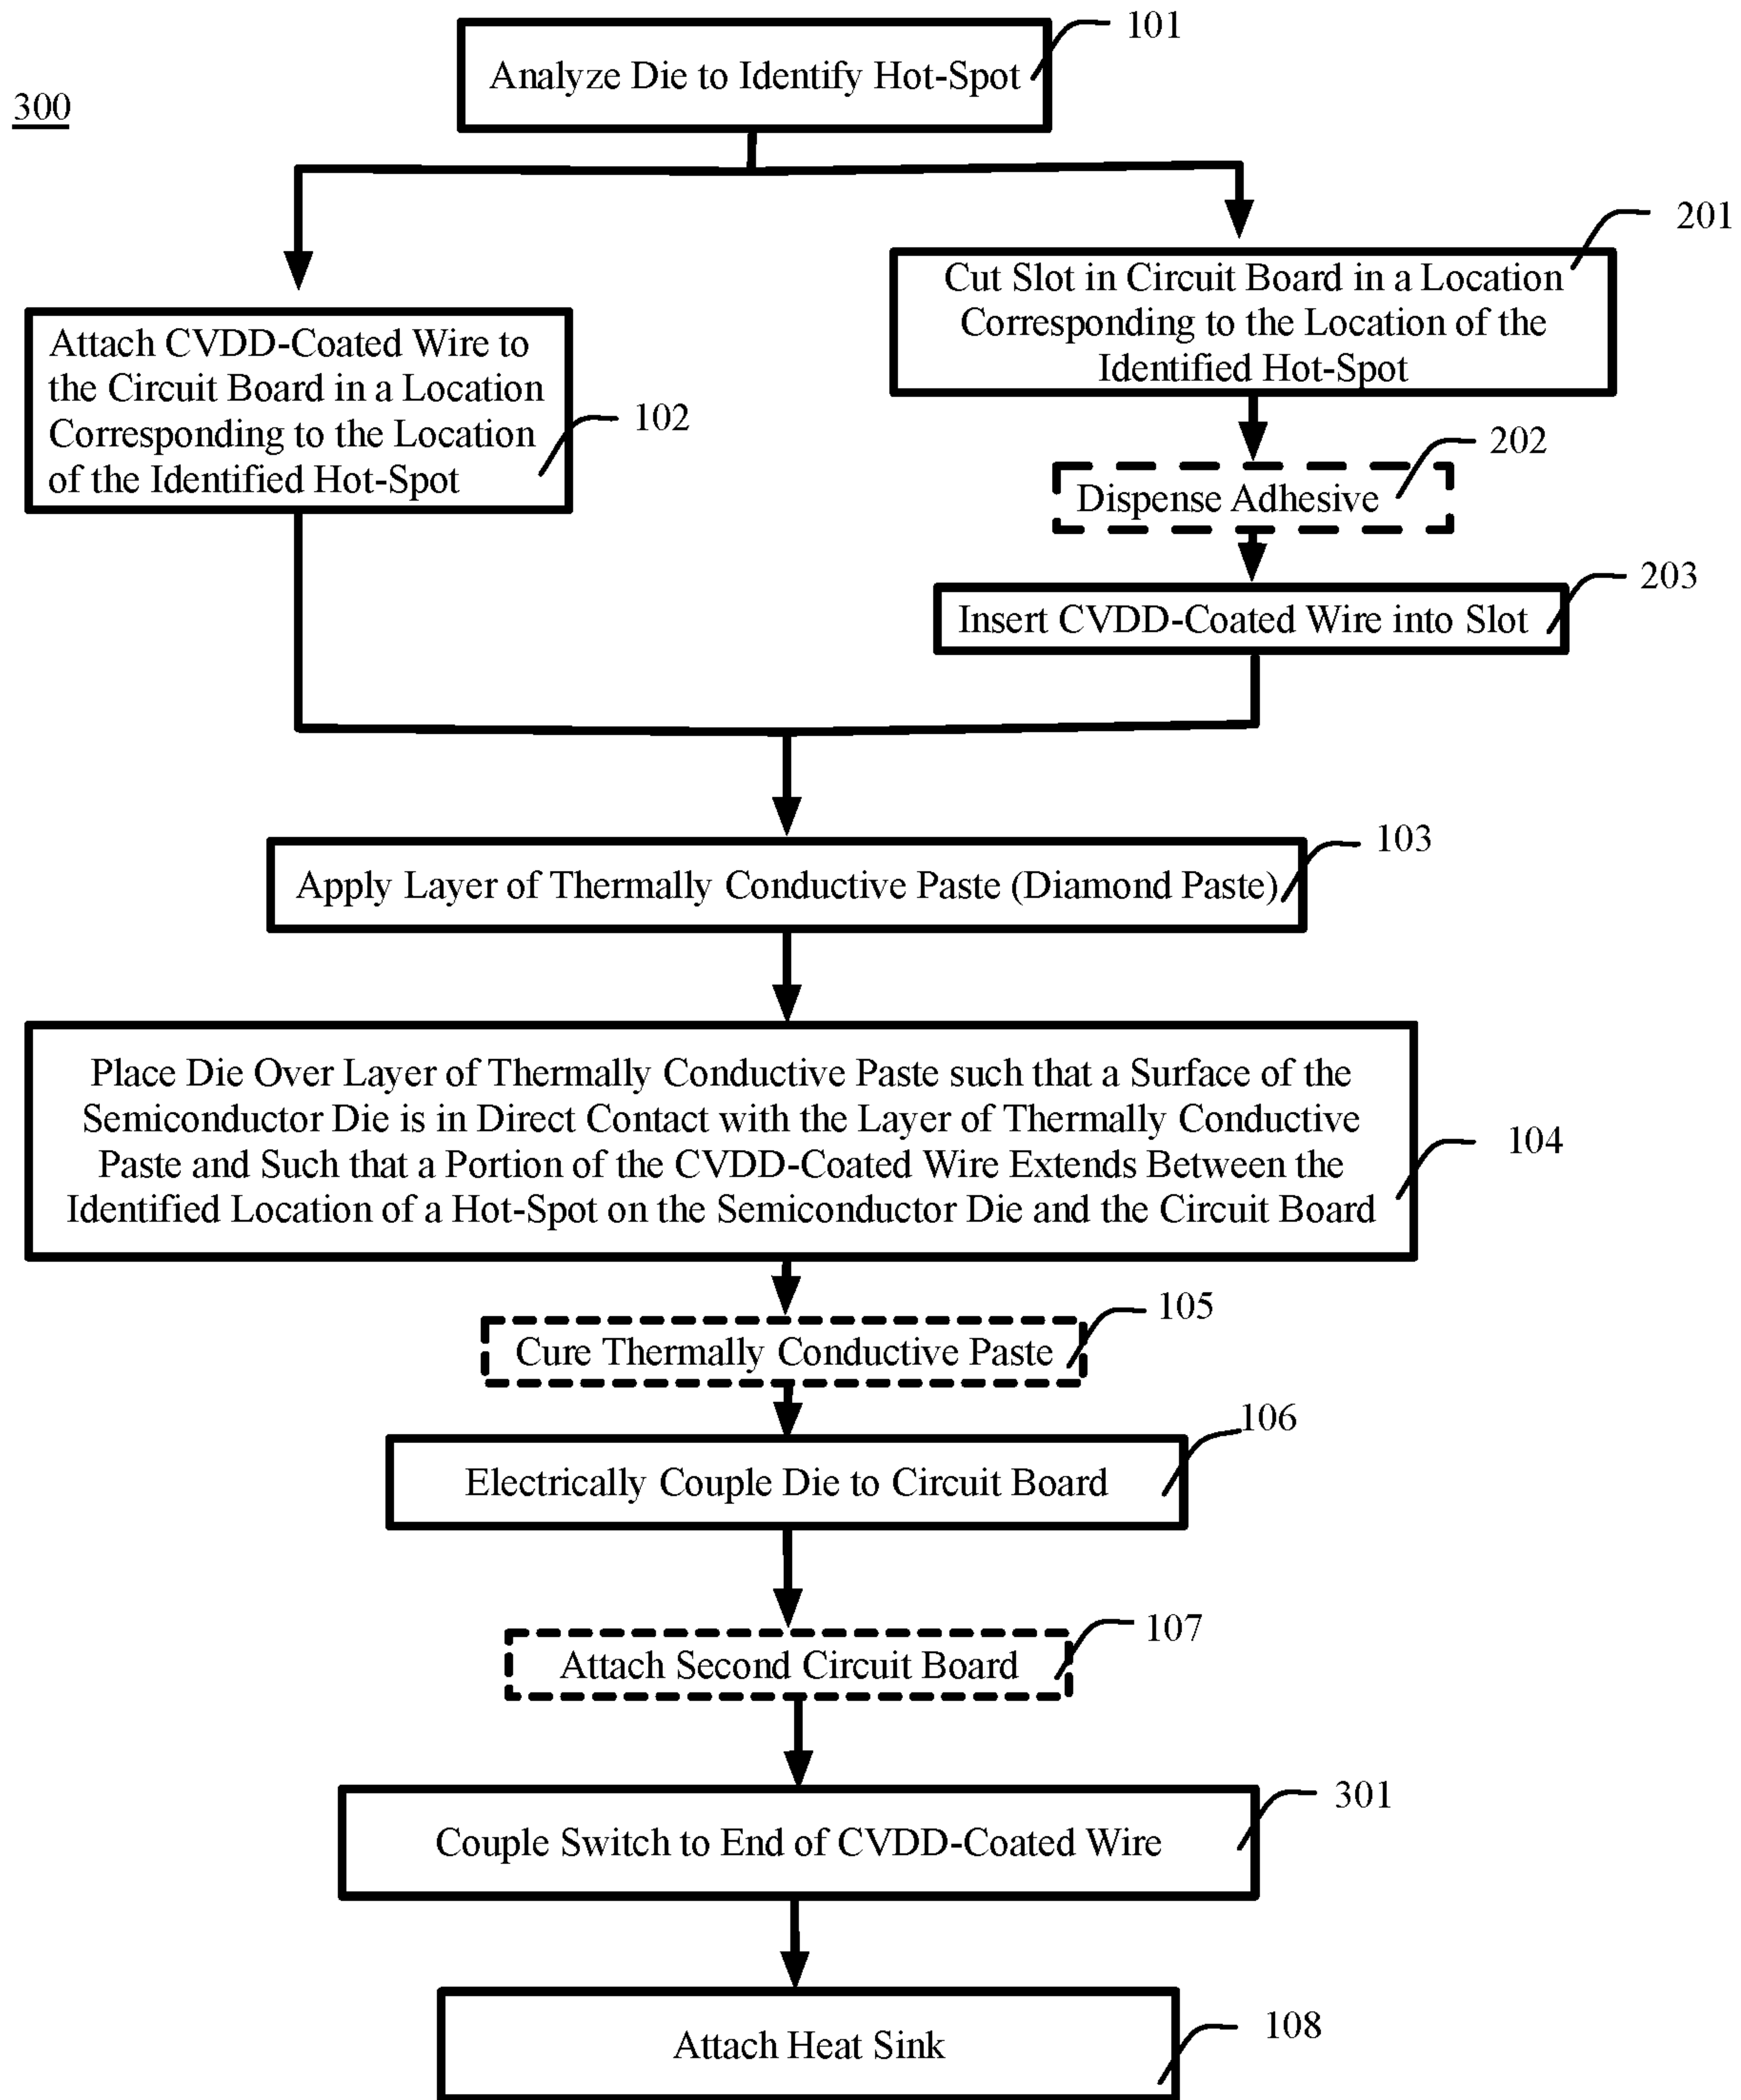 101
Analyze Die to Identify Hot-Spot
300
201
Cut Slot in Circuit Board in a Location
Corresponding to the Location of the
Identified Hot-Spot
Attach CVDD-Coated Wire to
the Circuit Board in a Location
Corresponding to the Location
of the Identified Hot-Spot
102
202
Dispense Adhesive
203
Insert CVDD-Coated Wire into Slot
103
Apply Layer of Thermally Conductive Paste (Diamond Paste)
Place Die Over Layer of Thermally Conductive Paste such that a Surface of the
Semiconductor Die is in Direct Contact with the Layer of Thermally Conductive
Paste and Such that a Portion of the CVDD-Coated Wire Extends Between the
Identified Location of a Hot-Spot on the Semiconductor Die and the Circuit Board
104
105
Cure Thermally Conductive Paste
106
Electrically Couple Die to Circuit Board
107
Attach Second Circuit Board
301
Couple Switch to End of CVDD-Coated Wire
108
Attach Heat Sink